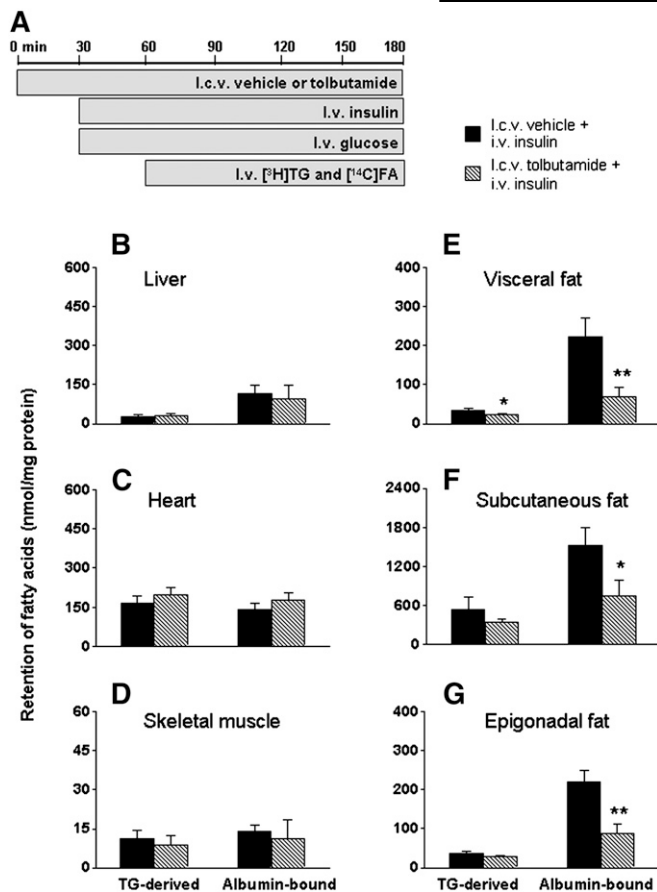 A
0 min 30 60 90 120 150 180
I.c.v. vehicle or tolbutamide
I.v. insulin
I.v. glucose
I.v. [³H]TG and [¹⁴C]FA
I.c.v. vehicle +
i.v. insulin
I.c.v. tolbutamide +
i.v. insulin
Retention of fatty acids (nmol/mg protein)
B
Liver
600
450
300
150
0
E
Visceral fat
400
300
200
100
0
*
**
C
Heart
600
450
300
150
0
F
Subcutaneous fat
2400
1800
1200
600
0
*
D
Skeletal muscle
60
45
30
15
0
TG-derived Albumin-bound
G
Epigonadal fat
400
300
200
100
0
**
TG-derived Albumin-bound